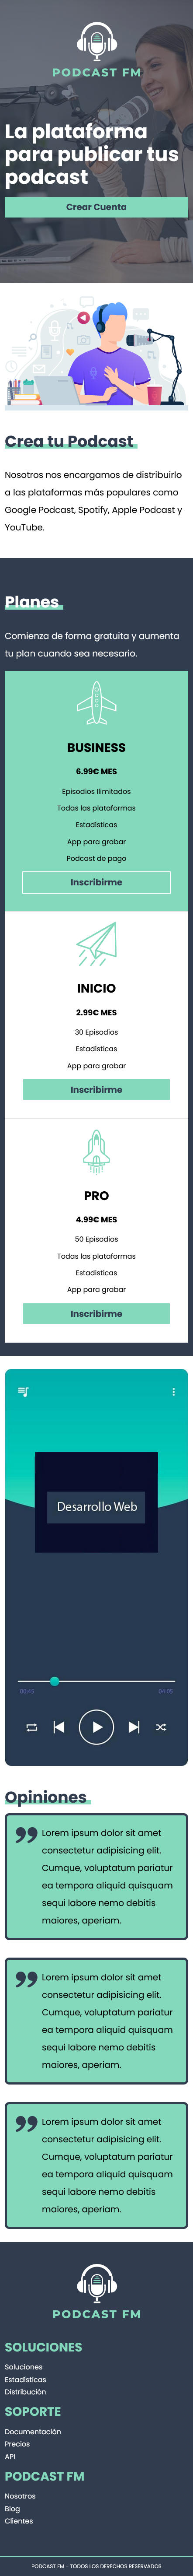 PODCAST FM
La plataforma
para publicar tus
podcast
Crear Cuenta
Crea tu Podcast
Nosotros nos encargamos de distribuirlo
a las plataformas más populares como
Google Podcast, Spotify, Apple Podcast y
YouTube.
Planes
Comienza de forma gratuita y aumenta
tu plan cuando sea necesario.
BUSINESS
6.99€ MES
Episodios Ilimitados
Todas las plataformas
Estadísticas
App para grabar
Podcast de pago
Inscribirme
INICIO
2.99€ MES
30 Episodios
Estadísticas
App para grabar
Inscribirme
PRO
4.99€ MES
50 Episodios
Todas las plataformas
Estadísticas
App para grabar
Inscribirme
Desarrollo Web
00:45 04:05
Opiniones
Lorem ipsum dolor sit amet
consectetur adipisicing elit.
Cumque, voluptatum pariatur
ea tempora aliquid quisquam
sequi labore nemo debitis
maiores, aperiam.
Lorem ipsum dolor sit amet
consectetur adipisicing elit.
Cumque, voluptatum pariatur
ea tempora aliquid quisquam
sequi labore nemo debitis
maiores, aperiam.
Lorem ipsum dolor sit amet
consectetur adipisicing elit.
Cumque, voluptatum pariatur
ea tempora aliquid quisquam
sequi labore nemo debitis
maiores, aperiam.
PODCAST FM
SOLUCIONES
Soluciones
Estadísticas
Distribución
SOPORTE
Documentación
Precios
API
PODCAST FM
Nosotros
Blog
Clientes
PODCAST FM - TODOS LOS DERECHOS RESERVADOS